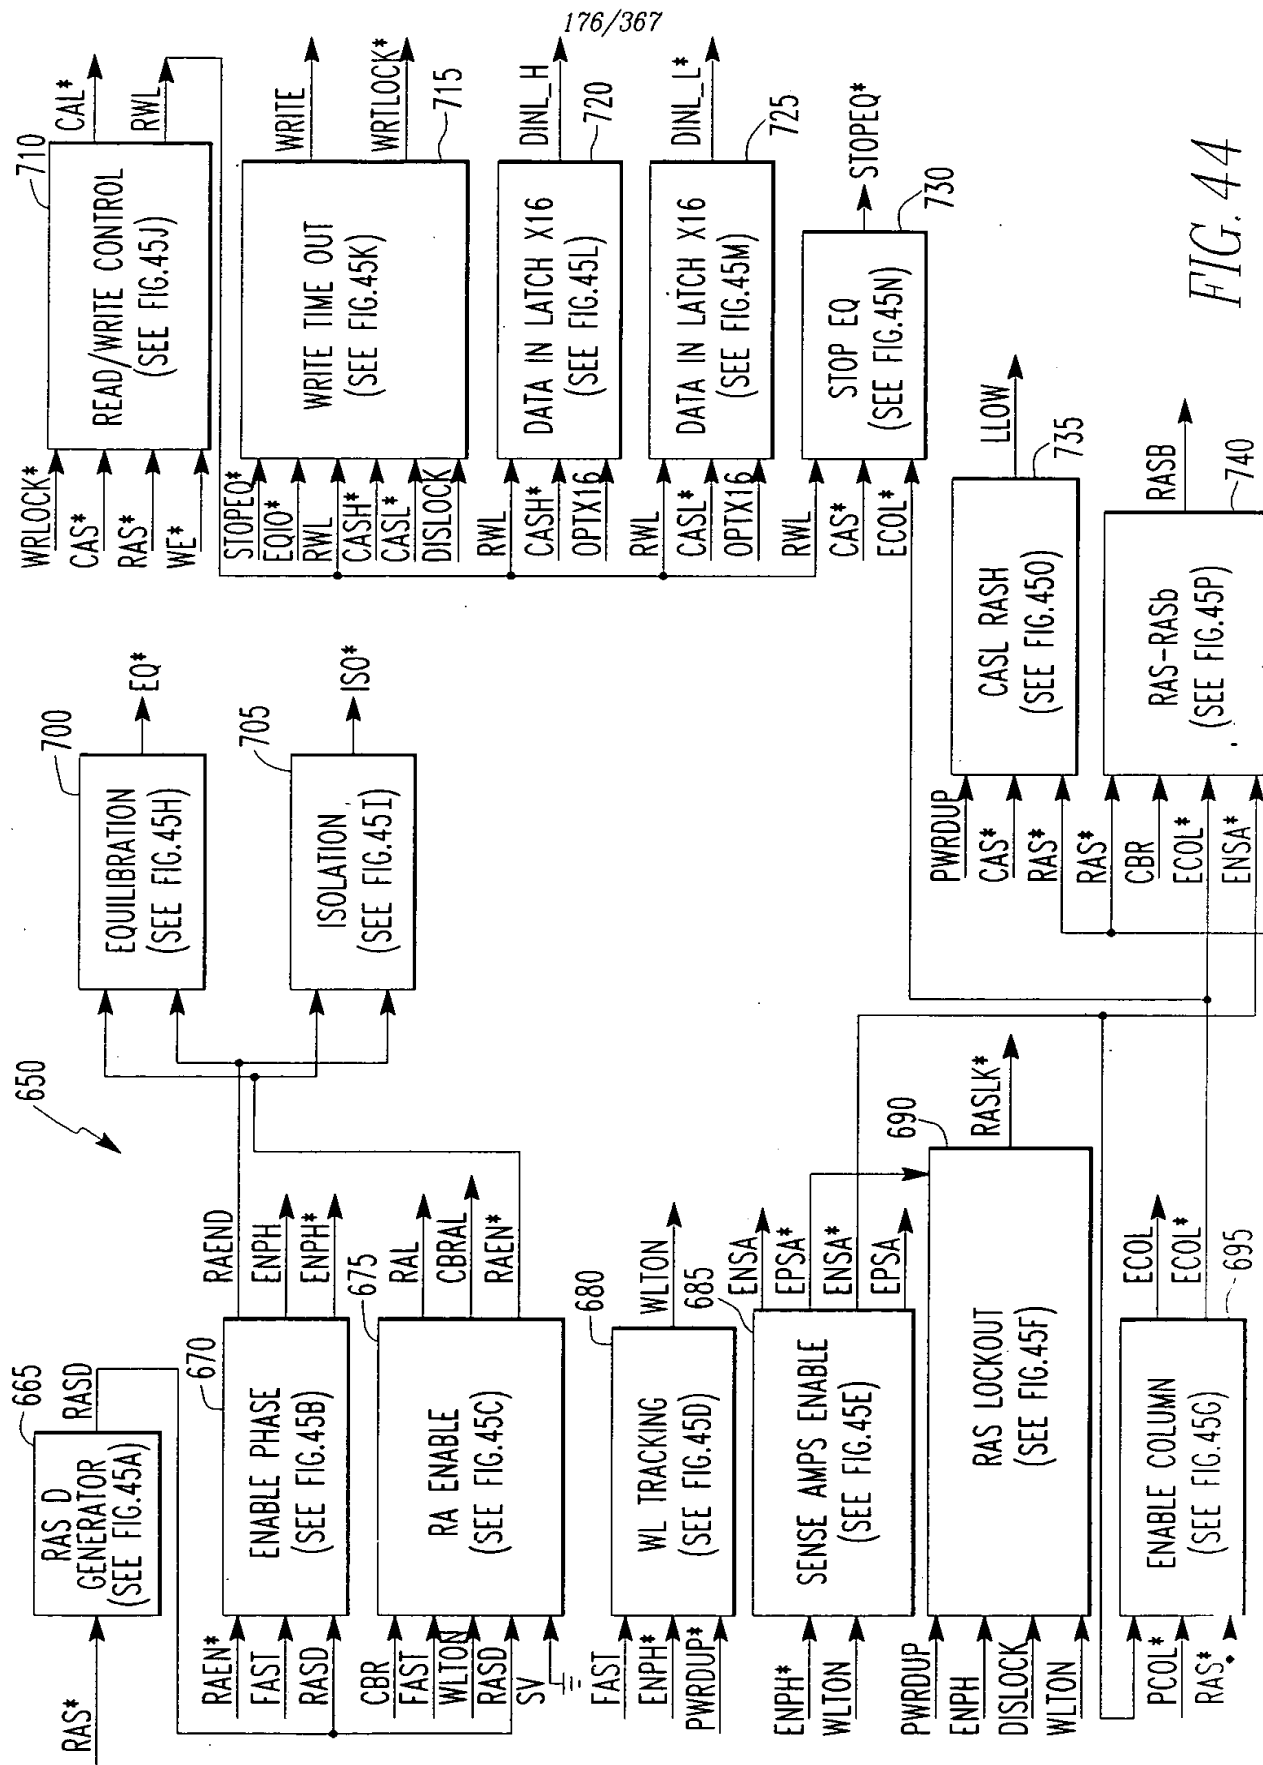 176/367
650
RAS*
RAS D
GENERATOR
(SEE FIG.45A)
665
RASD
RAEN*
FAST
RASD
ENABLE PHASE
(SEE FIG.45B)
670
RAEND
ENPH
ENPH*
CBR
FAST
WLTON
RASD
SV
RA ENABLE
(SEE FIG.45C)
675
RAL
CBRAL
RAEN*
FAST
ENPH*
PWRDUP*
WL TRACKING
(SEE FIG.45D)
680
WLTON
ENPH*
WLTON
SENSE AMPS ENABLE
(SEE FIG.45E)
685
ENSA
EPSA*
ENSA*
EPSA
PWRDUP
ENPH
DISLOCK
WLTON
RAS LOCKOUT
(SEE FIG.45F)
690
RASLK*
PCOL*
RAS*
ENABLE COLUMN
(SEE FIG.45G)
695
ECOL
ECOL*
EQUILIBRATION
(SEE FIG.45H)
700
EQ*
ISOLATION
(SEE FIG.45I)
705
ISO*
WRLOCK*
CAS*
RAS*
WE*
READ/WRITE CONTROL
(SEE FIG.45J)
710
CAL*
RWL
STOPEQ*
EQIO*
RWL
CASH*
CASL*
DISLOCK
WRITE TIME OUT
(SEE FIG.45K)
WRITE
WRTLOCK*
715
RWL
CASH*
OPTX16
DATA IN LATCH X16
(SEE FIG.45L)
DINL_H
720
RWL
CASL*
OPTX16
DATA IN LATCH X16
(SEE FIG.45M)
DINL_L*
725
RWL
CAS*
ECOL*
STOP EQ
(SEE FIG.45N)
STOPEQ*
730
PWRDUP
CAS*
RAS*
CASL RASH
(SEE FIG.45O)
LLOW
735
RAS*
CBR
ECOL*
ENSA*
RAS-RASb
(SEE FIG.45P)
RASB
740
FIG. 44